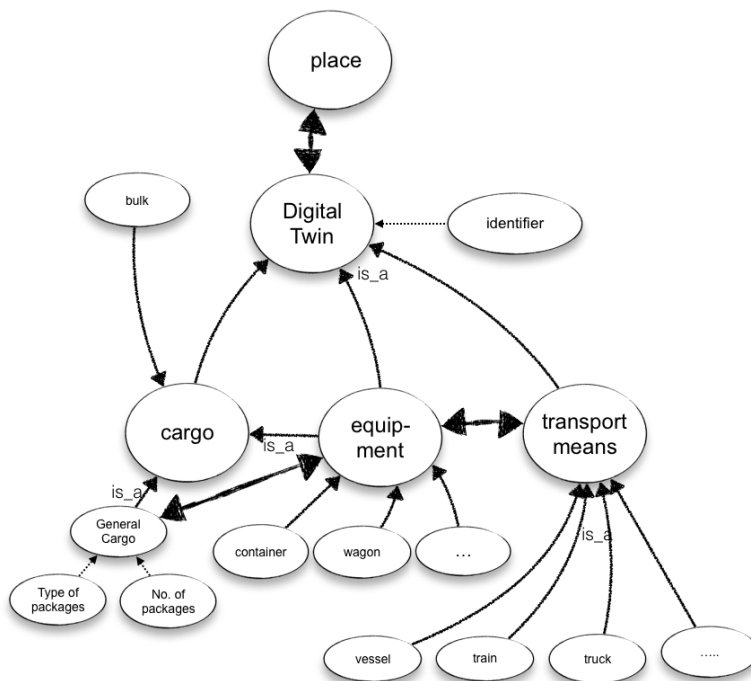 place
bulk
Digital
Twin
identifier
is_a
cargo
equip-
ment
transport
means
is_a
is_a
General
Cargo
container
wagon
...
is_a
Type of
packages
No. of
packages
vessel
train
truck
.....